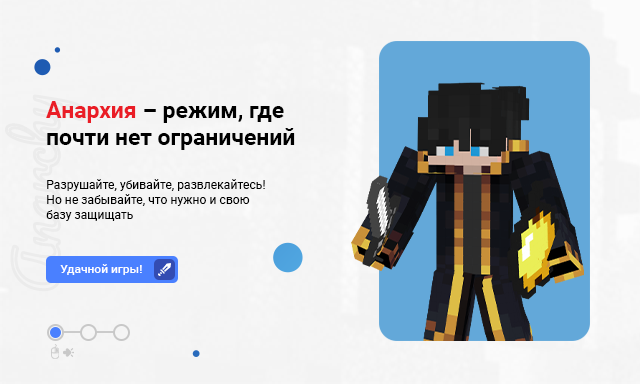 Анархия – режим, где
почти нет ограничений
Разрушайте, убивайте, развлекайтесь!
Но не забывайте, что нужно и свою
базу защищать
Удачной игры!
Anarchy